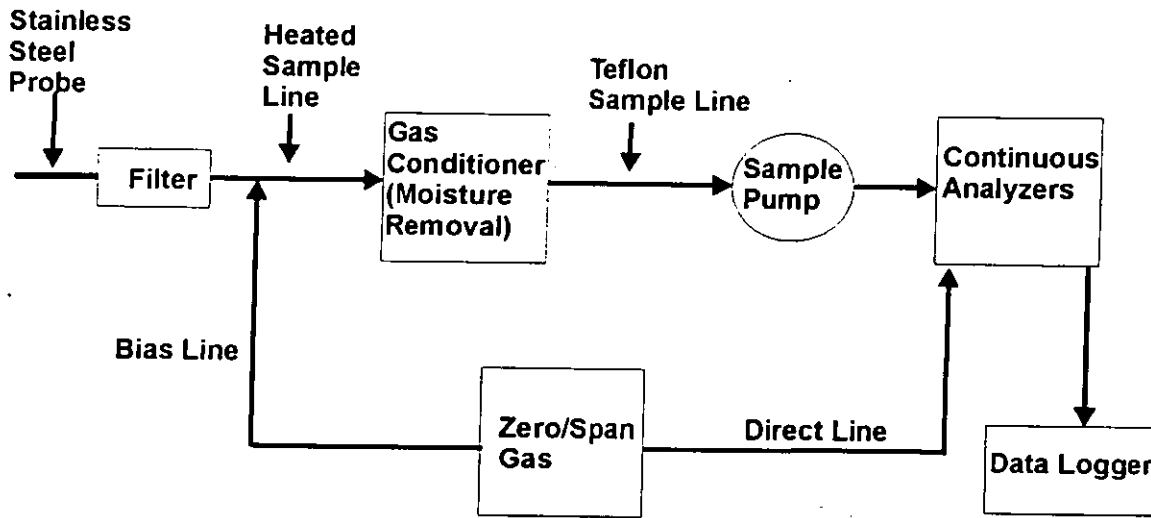 Stainless
Steel
Probe
Heated
Sample
Line
Teflon
Sample Line
Filter
Gas
Conditioner
(Moisture
Removal)
Sample
Pump
Continuous
Analyzers
Bias Line
Zero/Span
Gas
Direct Line
Data Logger